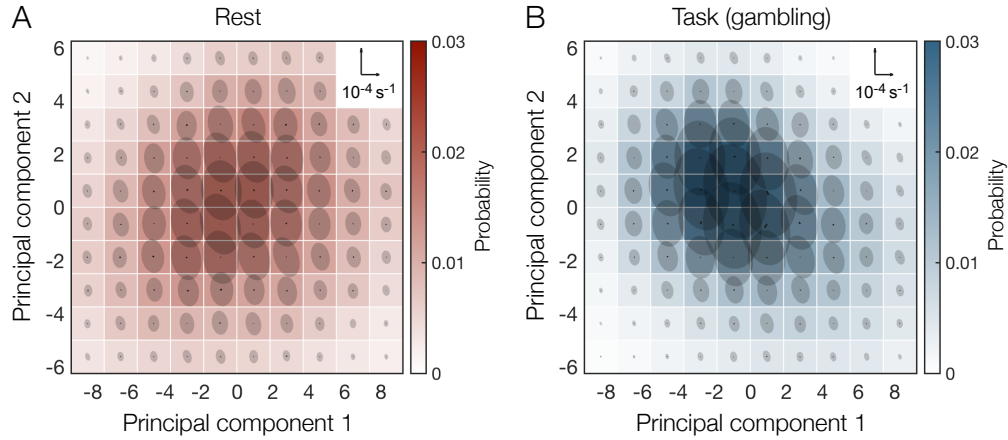 A
Rest
6
4
2
0
-2
-4
-6
Principal component 2
-8 -6 -4 -2 0 2 4 6 8
Principal component 1
10⁻⁴ s⁻¹
0.03
0.02
0.01
0
Probability
B
Task (gambling)
6
4
2
0
-2
-4
-6
Principal component 2
-8 -6 -4 -2 0 2 4 6 8
Principal component 1
10⁻⁴ s⁻¹
0.03
0.02
0.01
0
Probability